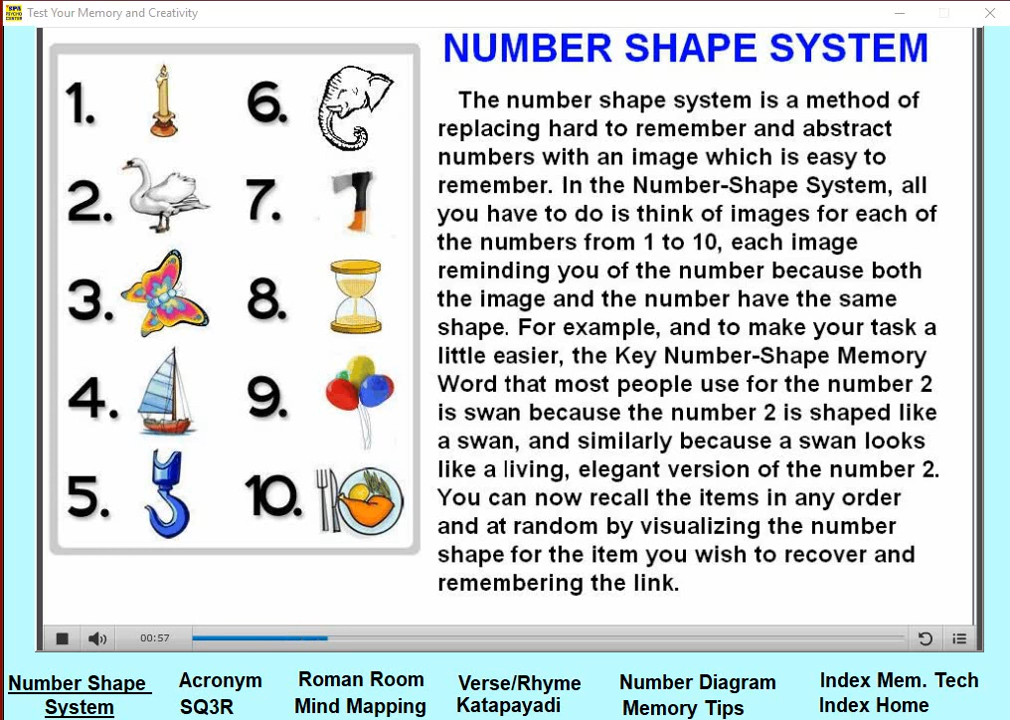 KIPA
PSYCHO
CENTER
Test Your Memory and Creativity
NUMBER SHAPE SYSTEM
1.
2.
3.
4.
5.
6.
7.
8.
9.
10.
The number shape system is a method of
replacing hard to remember and abstract
numbers with an image which is easy to
remember. In the Number-Shape System, all
you have to do is think of images for each of
the numbers from 1 to 10, each image
reminding you of the number because both
the image and the number have the same
shape. For example, and to make your task a
little easier, the Key Number-Shape Memory
Word that most people use for the number 2
is swan because the number 2 is shaped like
a swan, and similarly because a swan looks
like a living, elegant version of the number 2.
You can now recall the items in any order
and at random by visualizing the number
shape for the item you wish to recover and
remembering the link.
00:57
Number Shape System
Acronym
SQ3R
Roman Room
Mind Mapping
Verse/Rhyme
Katapayadi
Number Diagram
Memory Tips
Index Mem. Tech
Index Home